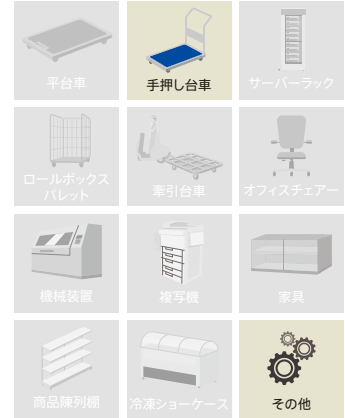 平台車
手押し台車
サーバーラック
ロールボックス
パレット
牽引台車
オフィスチェアー
機械装置
複写機
家具
商品陳列棚
冷凍ショーケース
その他